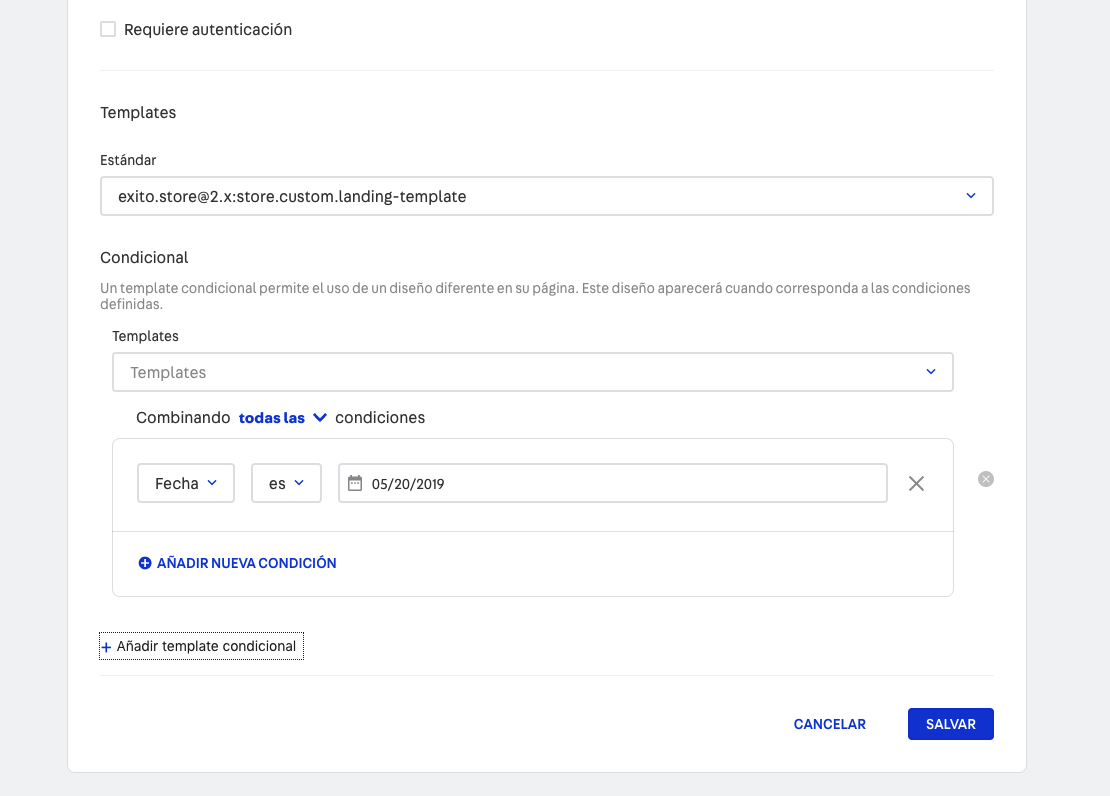 Requiere autenticación
Templates
Estándar
exito.store@2.x:store.custom.landing-template
Condicional
Un template condicional permite el uso de un diseño diferente en su página. Este diseño aparecerá cuando corresponda a las condiciones
definidas.
Templates
Templates
Combinando todas las condiciones
Fecha es 05/20/2019
AÑADIR NUEVA CONDICIÓN
+ Añadir template condicional
CANCELAR SALVAR